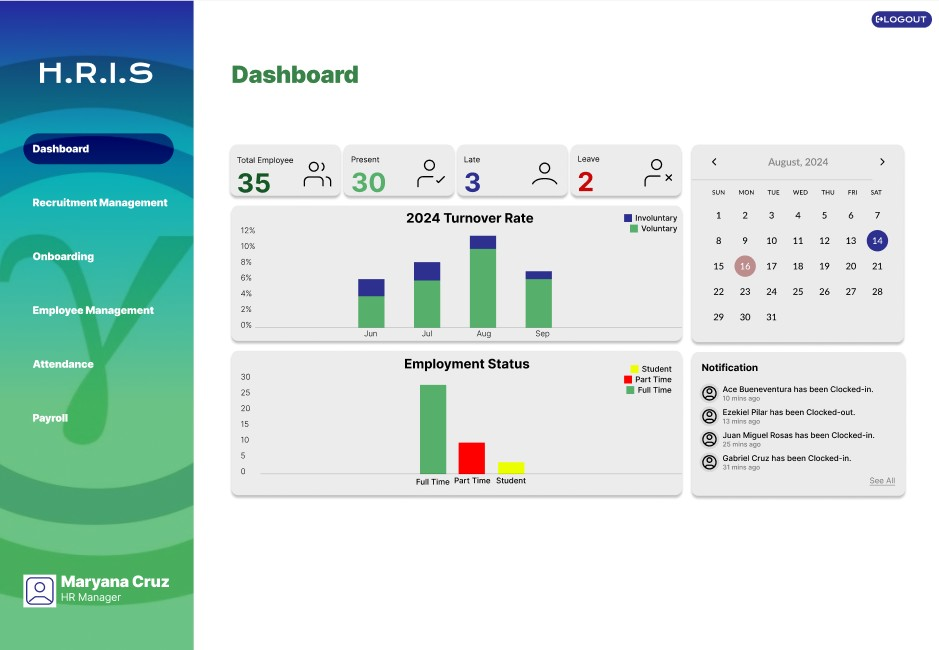 LOGOUT
H.R.I.S
Dashboard
Dashboard
Recruitment Management
Onboarding
Employee Management
Attendance
Payroll
Maryana Cruz
HR Manager
Total Employee
35
Present
30
Late
3
Leave
2
2024 Turnover Rate
Involuntary
Voluntary
12%
10%
8%
6%
4%
2%
0%
Jun Jul Aug Sep
Employment Status
Student
Part Time
Full Time
30
25
20
15
10
5
0
Full Time Part Time Student
August, 2024
SUN MON TUE WED THU FRI SAT
1 2 3 4 5 6 7
8 9 10 11 12 13 14
15 16 17 18 19 20 21
22 23 24 25 26 27 28
29 30 31
Notification
Ace Bueneventura has been Clocked-in.
10 mins ago
Ezekiel Pilar has been Clocked-out.
13 mins ago
Juan Miguel Rosas has been Clocked-in.
25 mins ago
Gabriel Cruz has been Clocked-in.
31 mins ago
See All